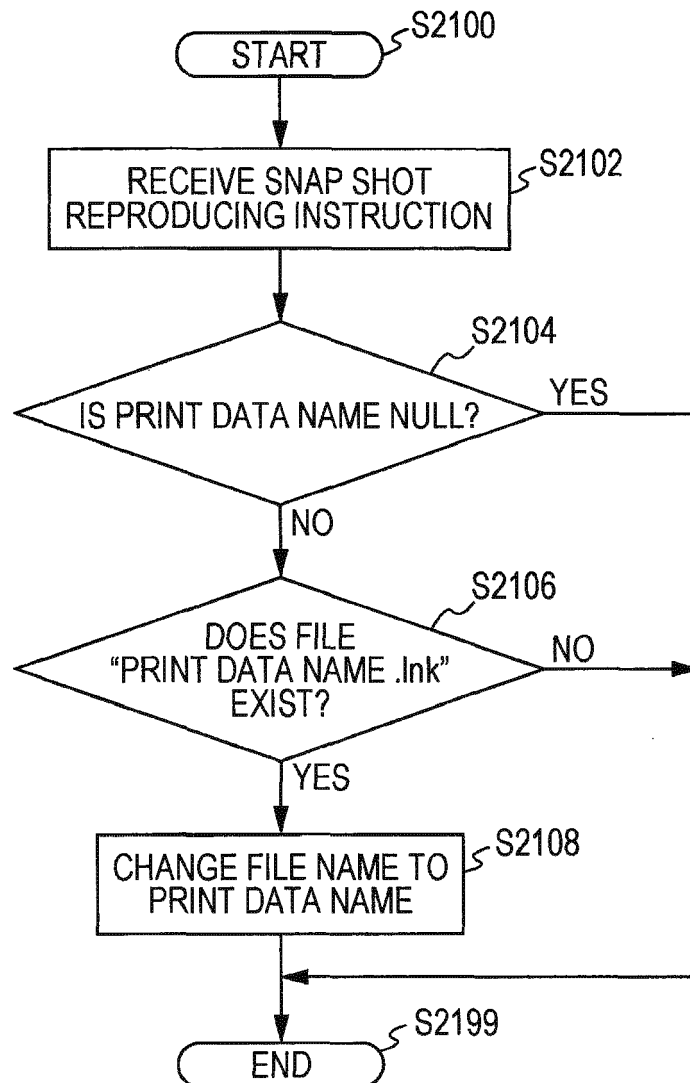 S2100
START
S2102
RECEIVE SNAP SHOT
REPRODUCING INSTRUCTION
S2104
IS PRINT DATA NAME NULL?
YES
NO
S2106
DOES FILE
“PRINT DATA NAME .lnk”
EXIST?
NO
YES
S2108
CHANGE FILE NAME TO
PRINT DATA NAME
S2199
END